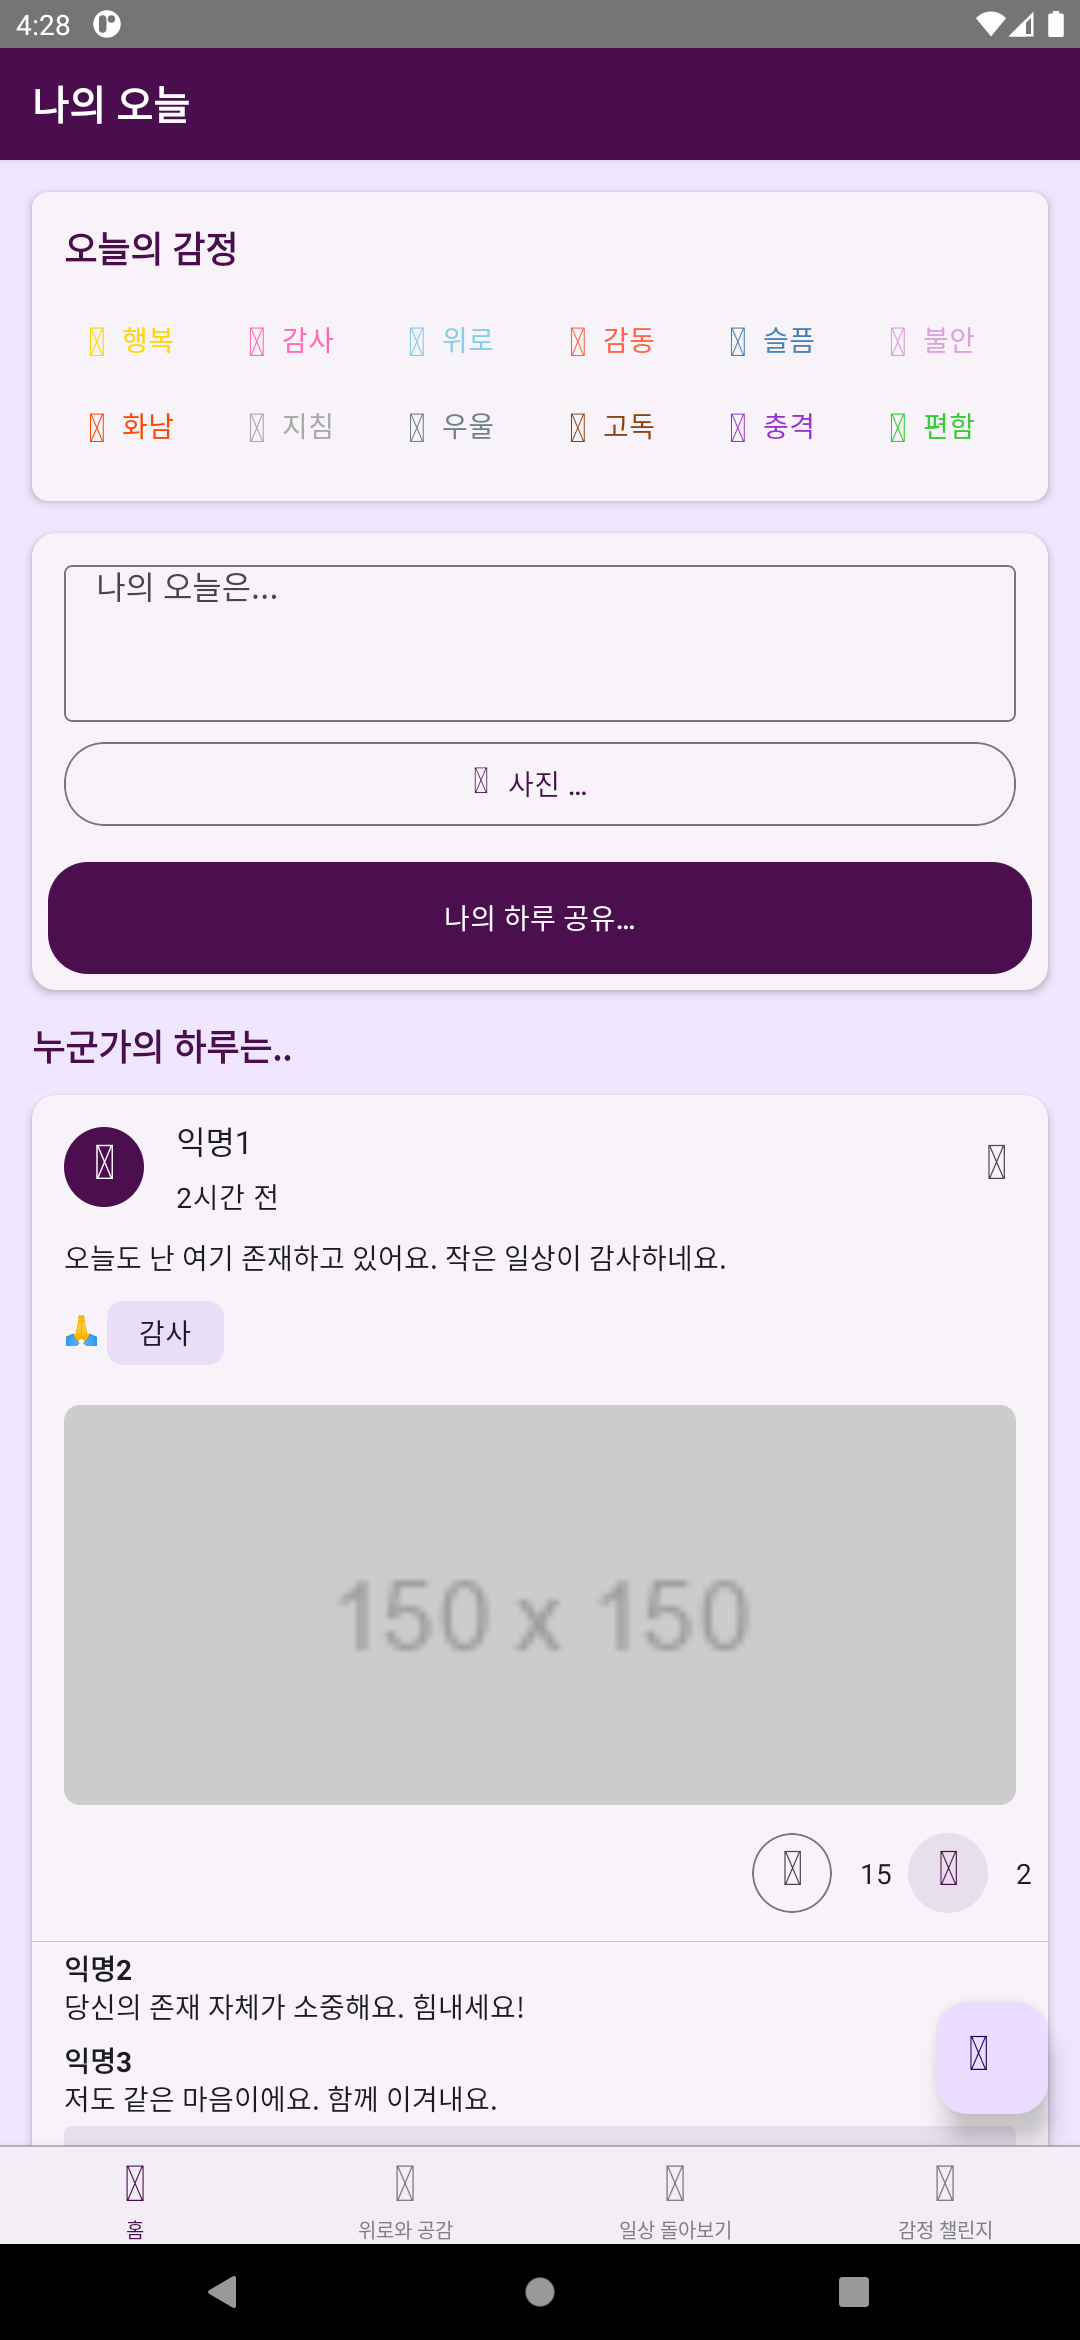 4:28
나의 오늘
오늘의 감정
행복 감사 위로 감동 슬픔 불안
화남 지침 우울 고독 충격 편함
나의 오늘은...
사진 ...
나의 하루 공유...
누군가의 하루는..
익명1
2시간 전
오늘도 난 여기 존재하고 있어요. 작은 일상이 감사하네요.
🙏 감사
150 x 150
15 2
익명2
당신의 존재 자체가 소중해요. 힘내세요!
익명3
저도 같은 마음이에요. 함께 이겨내요.
홈 위로와 공감 일상 돌아보기 감정 챌린지